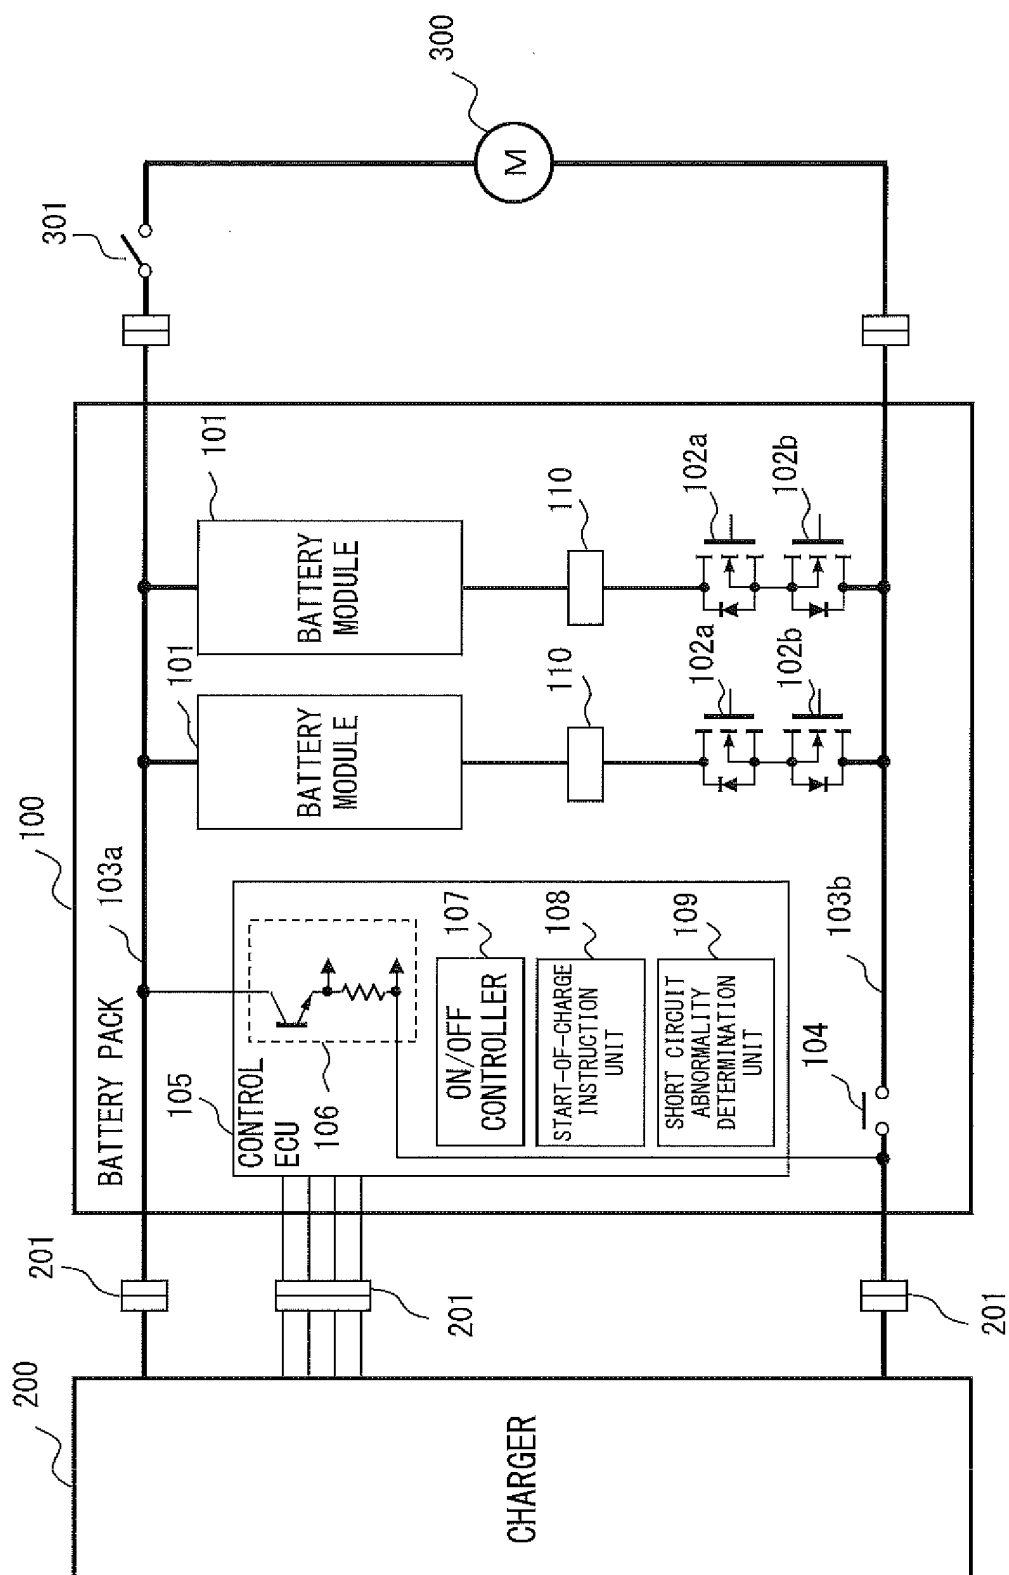 200
CHARGER
201
201
201
100
BATTERY PACK
103a
105
CONTROL
ECU
106
107
ON/OFF
CONTROLLER
108
START-OF-CHARGE
INSTRUCTION
UNIT
109
SHORT CIRCUIT
ABNORMALITY
DETERMINATION
UNIT
104
103b
101
BATTERY
MODULE
110
102a
102b
101
BATTERY
MODULE
110
102a
102b
301
300
M